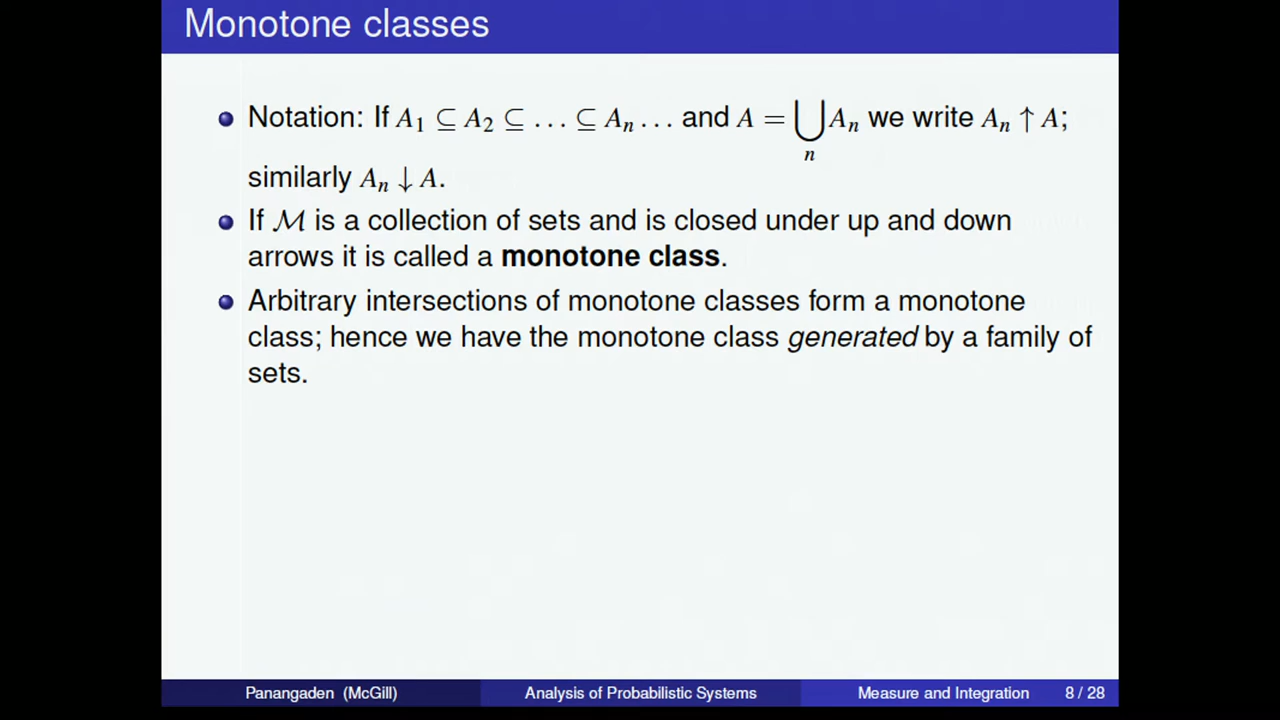 Monotone classes
Notation: If A₁ ⊆ A₂ ⊆ … ⊆ Aₙ … and A = ⋃ₙ Aₙ we write Aₙ ↑ A;
similarly Aₙ ↓ A.
If ℳ is a collection of sets and is closed under up and down
arrows it is called a monotone class.
Arbitrary intersections of monotone classes form a monotone
class; hence we have the monotone class generated by a family of
sets.
Panangaden (McGill) Analysis of Probabilistic Systems Measure and Integration 8 / 28